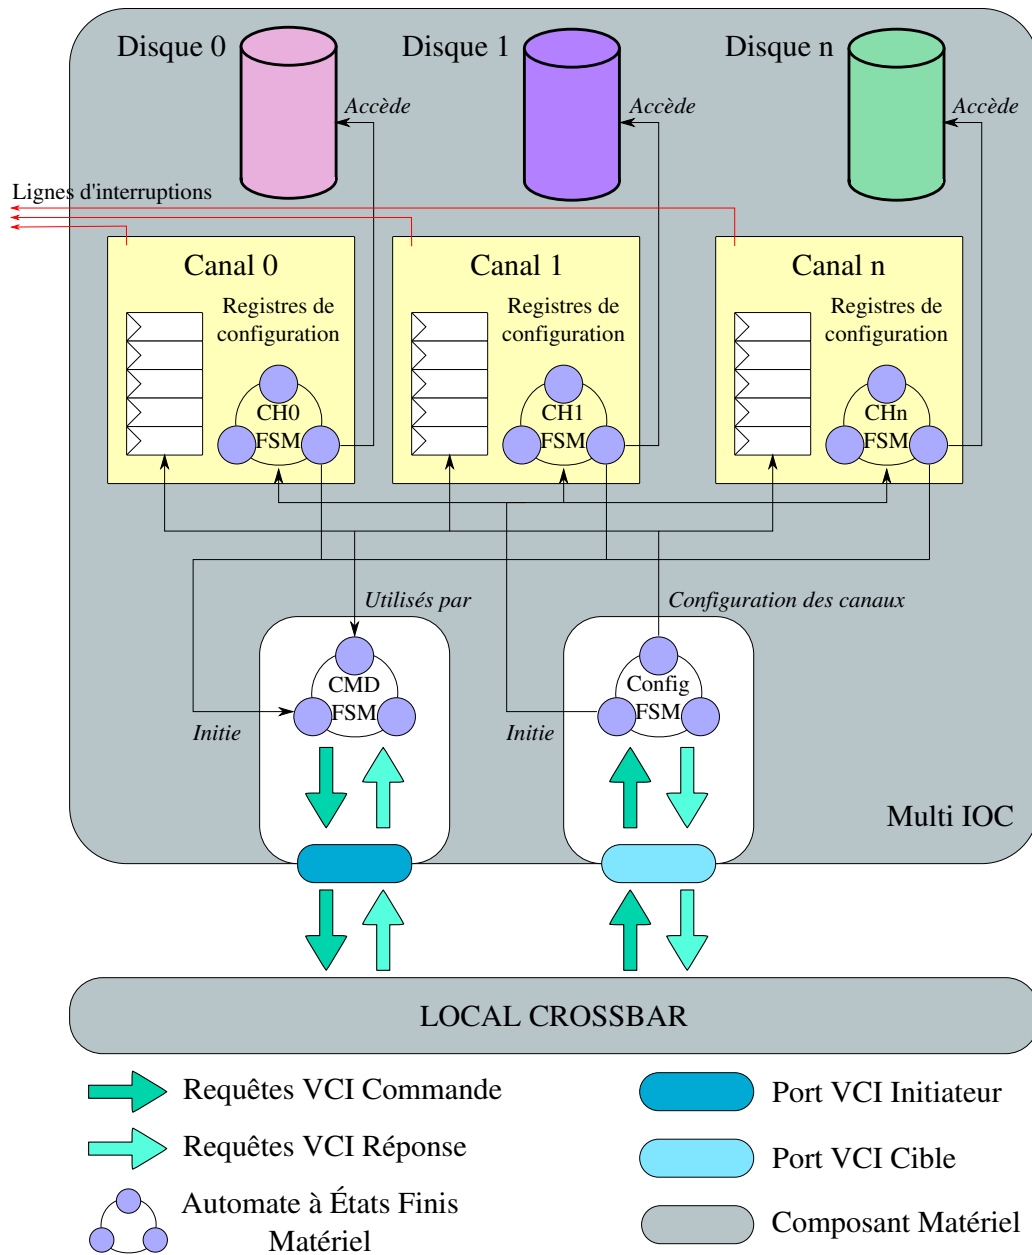 Disque 0
Disque 1
Disque n
Accède
Accède
Accède
Lignes d'interruptions
Canal 0
Canal 1
Canal n
Registres de
configuration
Registres de
configuration
Registres de
configuration
CH0
FSM
CH1
FSM
CHn
FSM
Utilisés par
Configuration des canaux
CMD
FSM
Config
FSM
Initie
Initie
Multi IOC
LOCAL CROSSBAR
Requêtes VCI Commande
Port VCI Initiateur
Requêtes VCI Réponse
Port VCI Cible
Automate à États Finis
Matériel
Composant Matériel